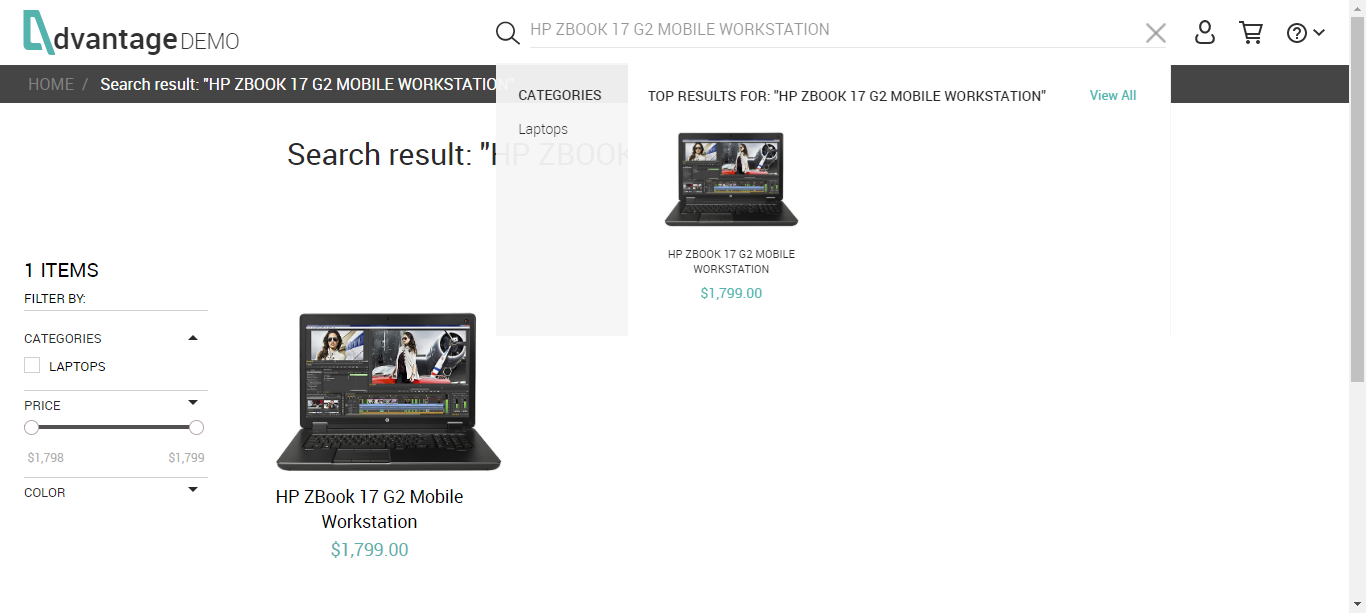 dvantage DEMO
HP ZBOOK 17 G2 MOBILE WORKSTATION
HOME / Search result: "HP ZBOOK 17 G2 MOBILE WORKSTATION"
CATEGORIES
Laptops
TOP RESULTS FOR: "HP ZBOOK 17 G2 MOBILE WORKSTATION"
View All
HP ZBOOK 17 G2 MOBILE
WORKSTATION
$1,799.00
Search result: "HP ZBOOK
1 ITEMS
FILTER BY:
CATEGORIES
LAPTOPS
PRICE
$1,798
$1,799
COLOR
HP ZBook 17 G2 Mobile
Workstation
$1,799.00